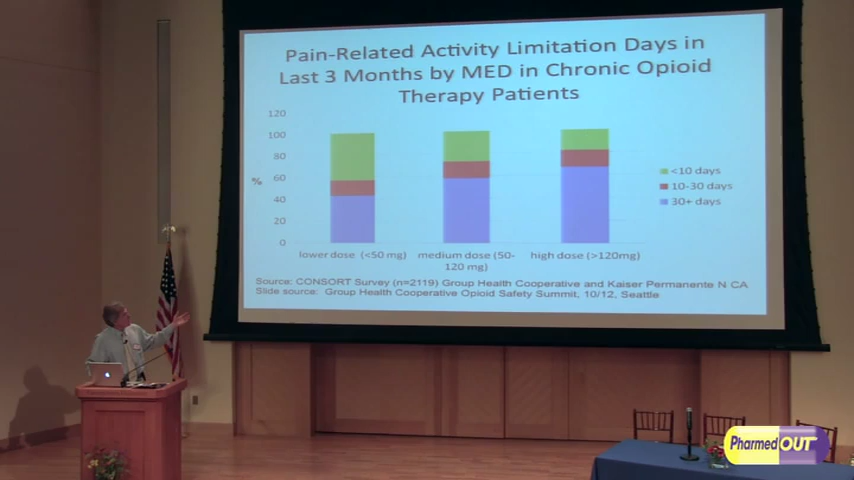 Pain-Related Activity Limitation Days in
Last 3 Months by MED in Chronic Opioid
Therapy Patients
120
100
80
60
40
20
0
%
<10 days
10-30 days
30+ days
lower dose (<50 mg)
medium dose (50-
120 mg)
high dose (>120mg)
Source: CONSORT Survey (n=2119) Group Health Cooperative and Kaiser Permanente N CA
Slide source: Group Health Cooperative Opioid Safety Summit, 10/12, Seattle
PharmedOUT